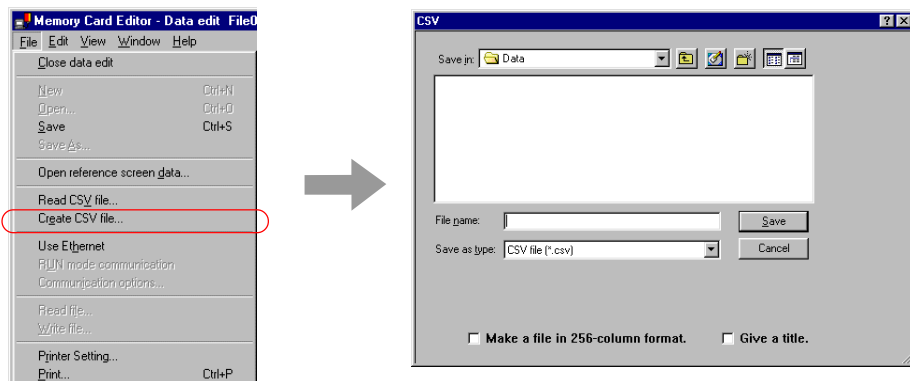 Memory Card Editor - Data edit File0
File Edit View Window Help
Close data edit
New Ctrl+N
Open... Ctrl+O
Save Ctrl+S
Save As...
Open reference screen data...
Read CSV file...
Create CSV file...
Use Ethernet
RUN mode communication
Communication options...
Read file...
Write file...
Printer Setting...
Print... Ctrl+P
CSV
Save in: Data
File name: Save
Save as type: CSV file (*.csv) Cancel
Make a file in 256-column format. Give a title.